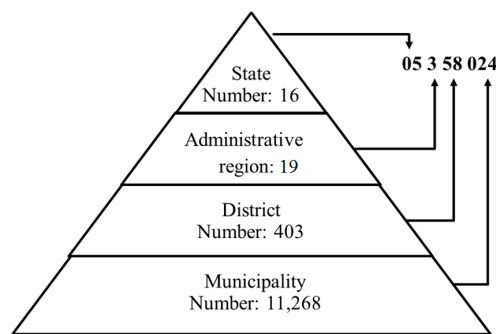 State
Number: 16
05 3 58 024
Administrative
region: 19
District
Number: 403
Municipality
Number: 11,268